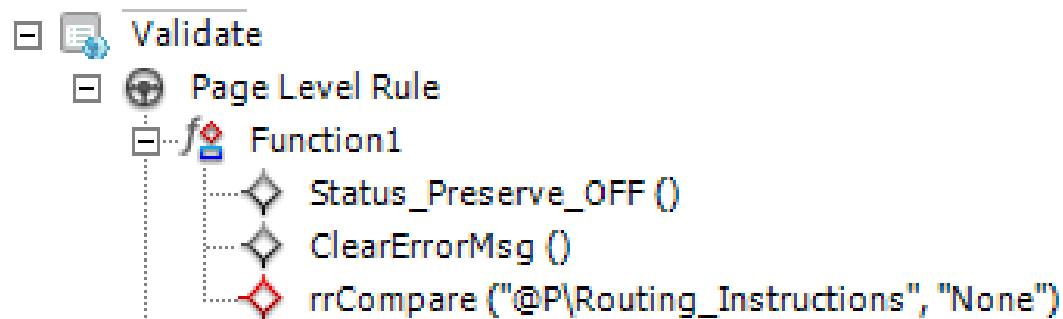 Validate
Page Level Rule
Function1
Status_Preserve_OFF ()
ClearErrorMsg ()
rrCompare ("@P\Routing_Instructions", "None")